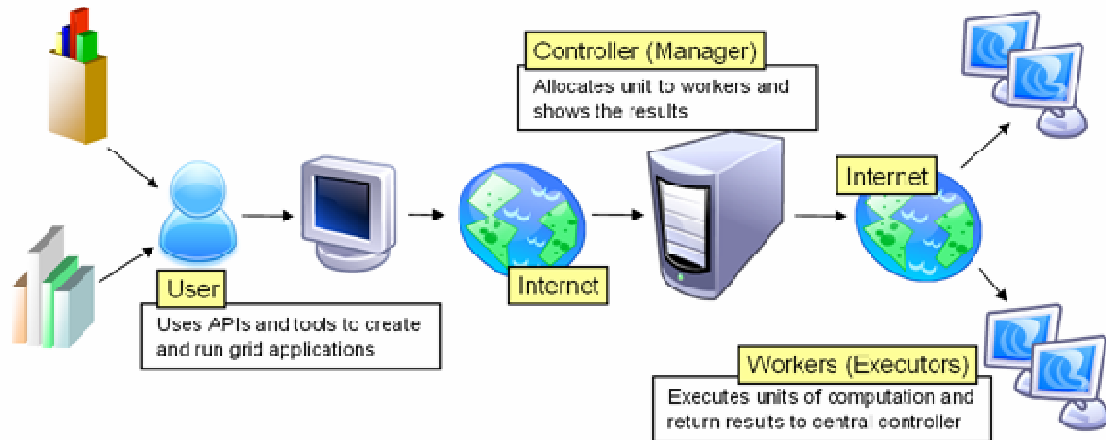 Controller (Manager)
Allocates unit to workers and
shows the results
Internet
Internet
User
Uses APIs and tools to create
and run grid applications
Workers (Executors)
Executes units of computation and
return resuts to central controller